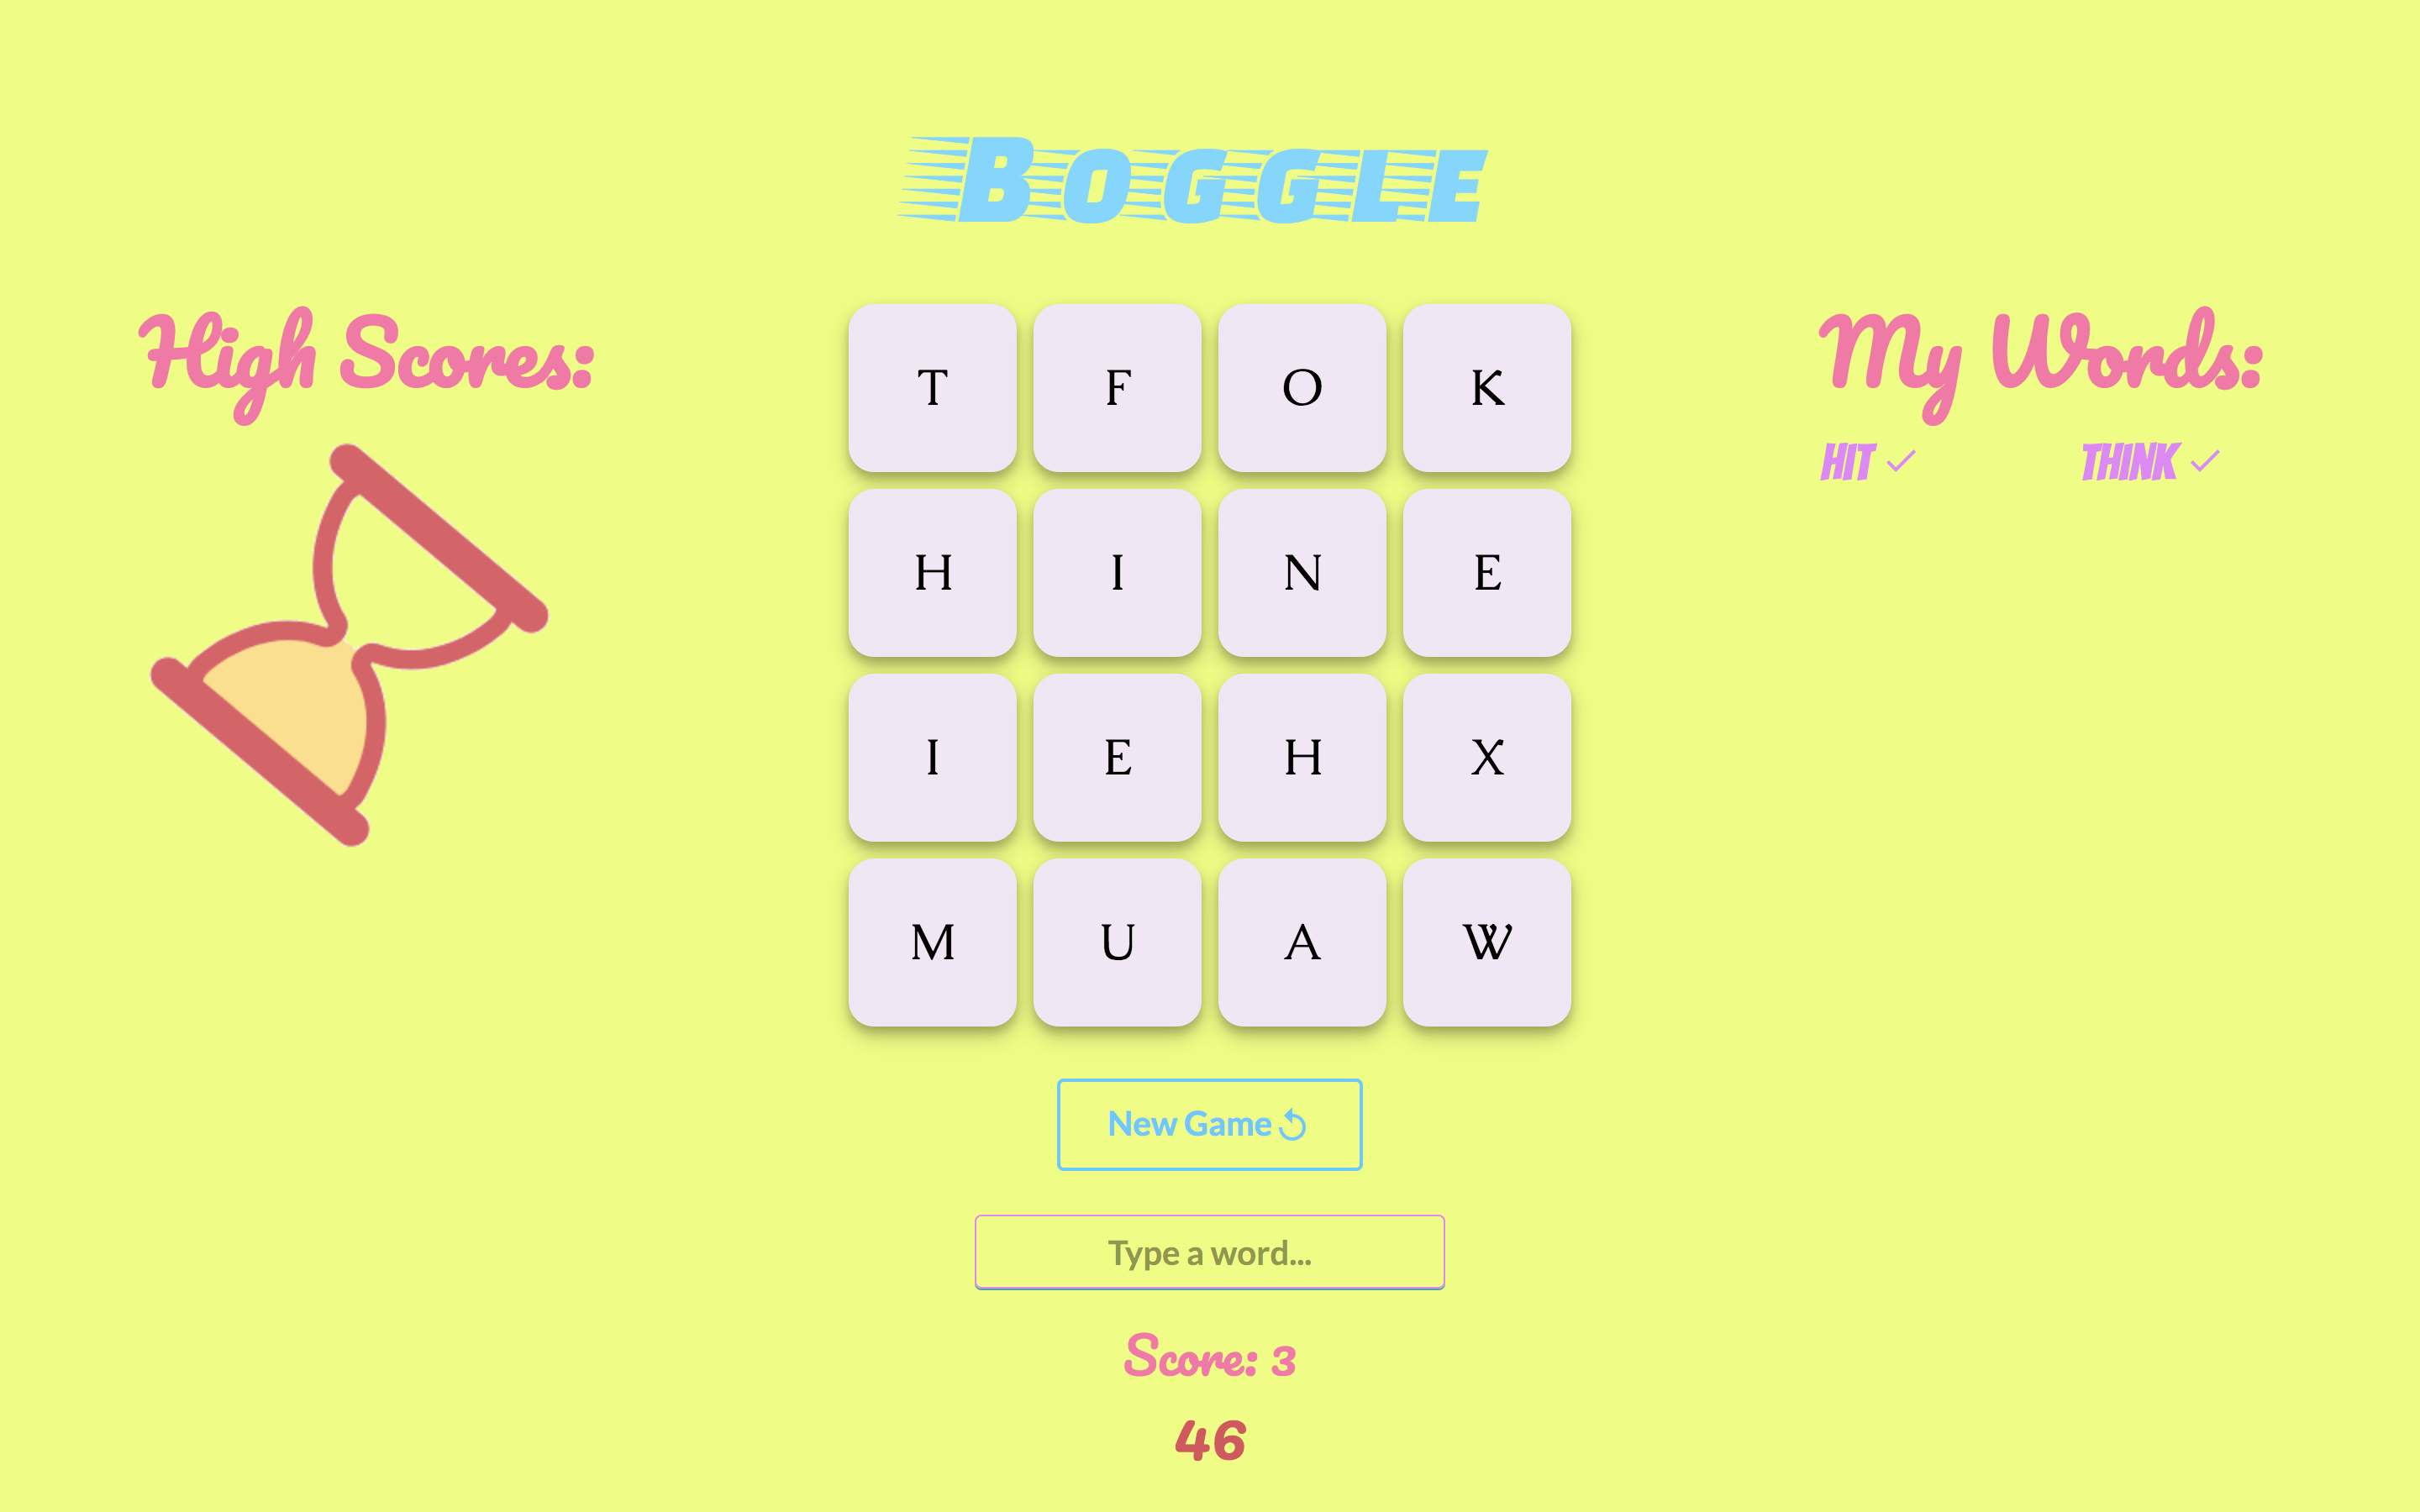 BOGGLE
High Scores:
My Words:
HIT
THINK
T F O K
H I N E
I E H X
M U A W
New Game
Type a word...
Score: 3
46